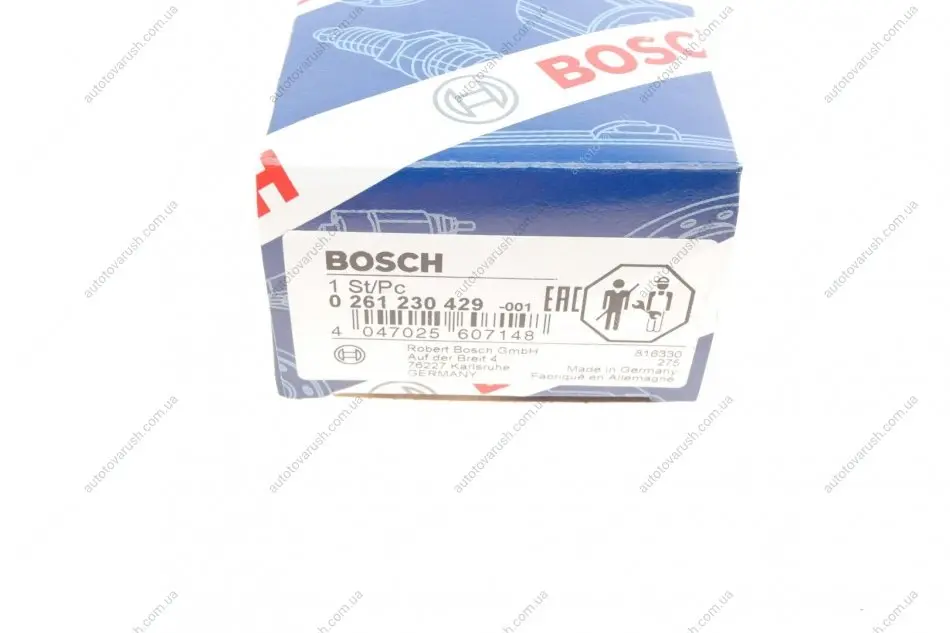 BOSCH
H
BOSCH
1 St/Pc
0 261 230 429 -001
EAC
4 047025 607148
Robert Bosch GmbH
Auf der Breit 4
76227 Karlsruhe
GERMANY
816330
275
Made in Germany
Fabriqué en Allemagne
autotovarush.com.ua